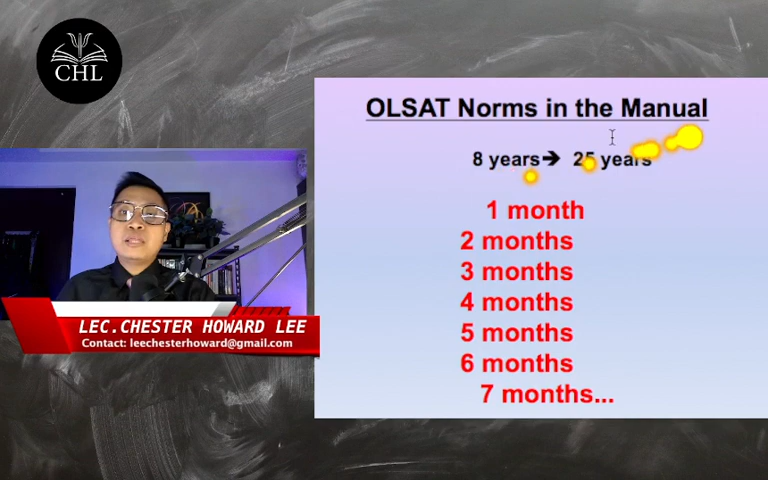 CHL
OLSAT Norms in the Manual
8 years➔ 25 years
1 month
2 months
3 months
4 months
5 months
6 months
7 months...
LEC.CHESTER HOWARD LEE
Contact: leechesterhoward@gmail.com